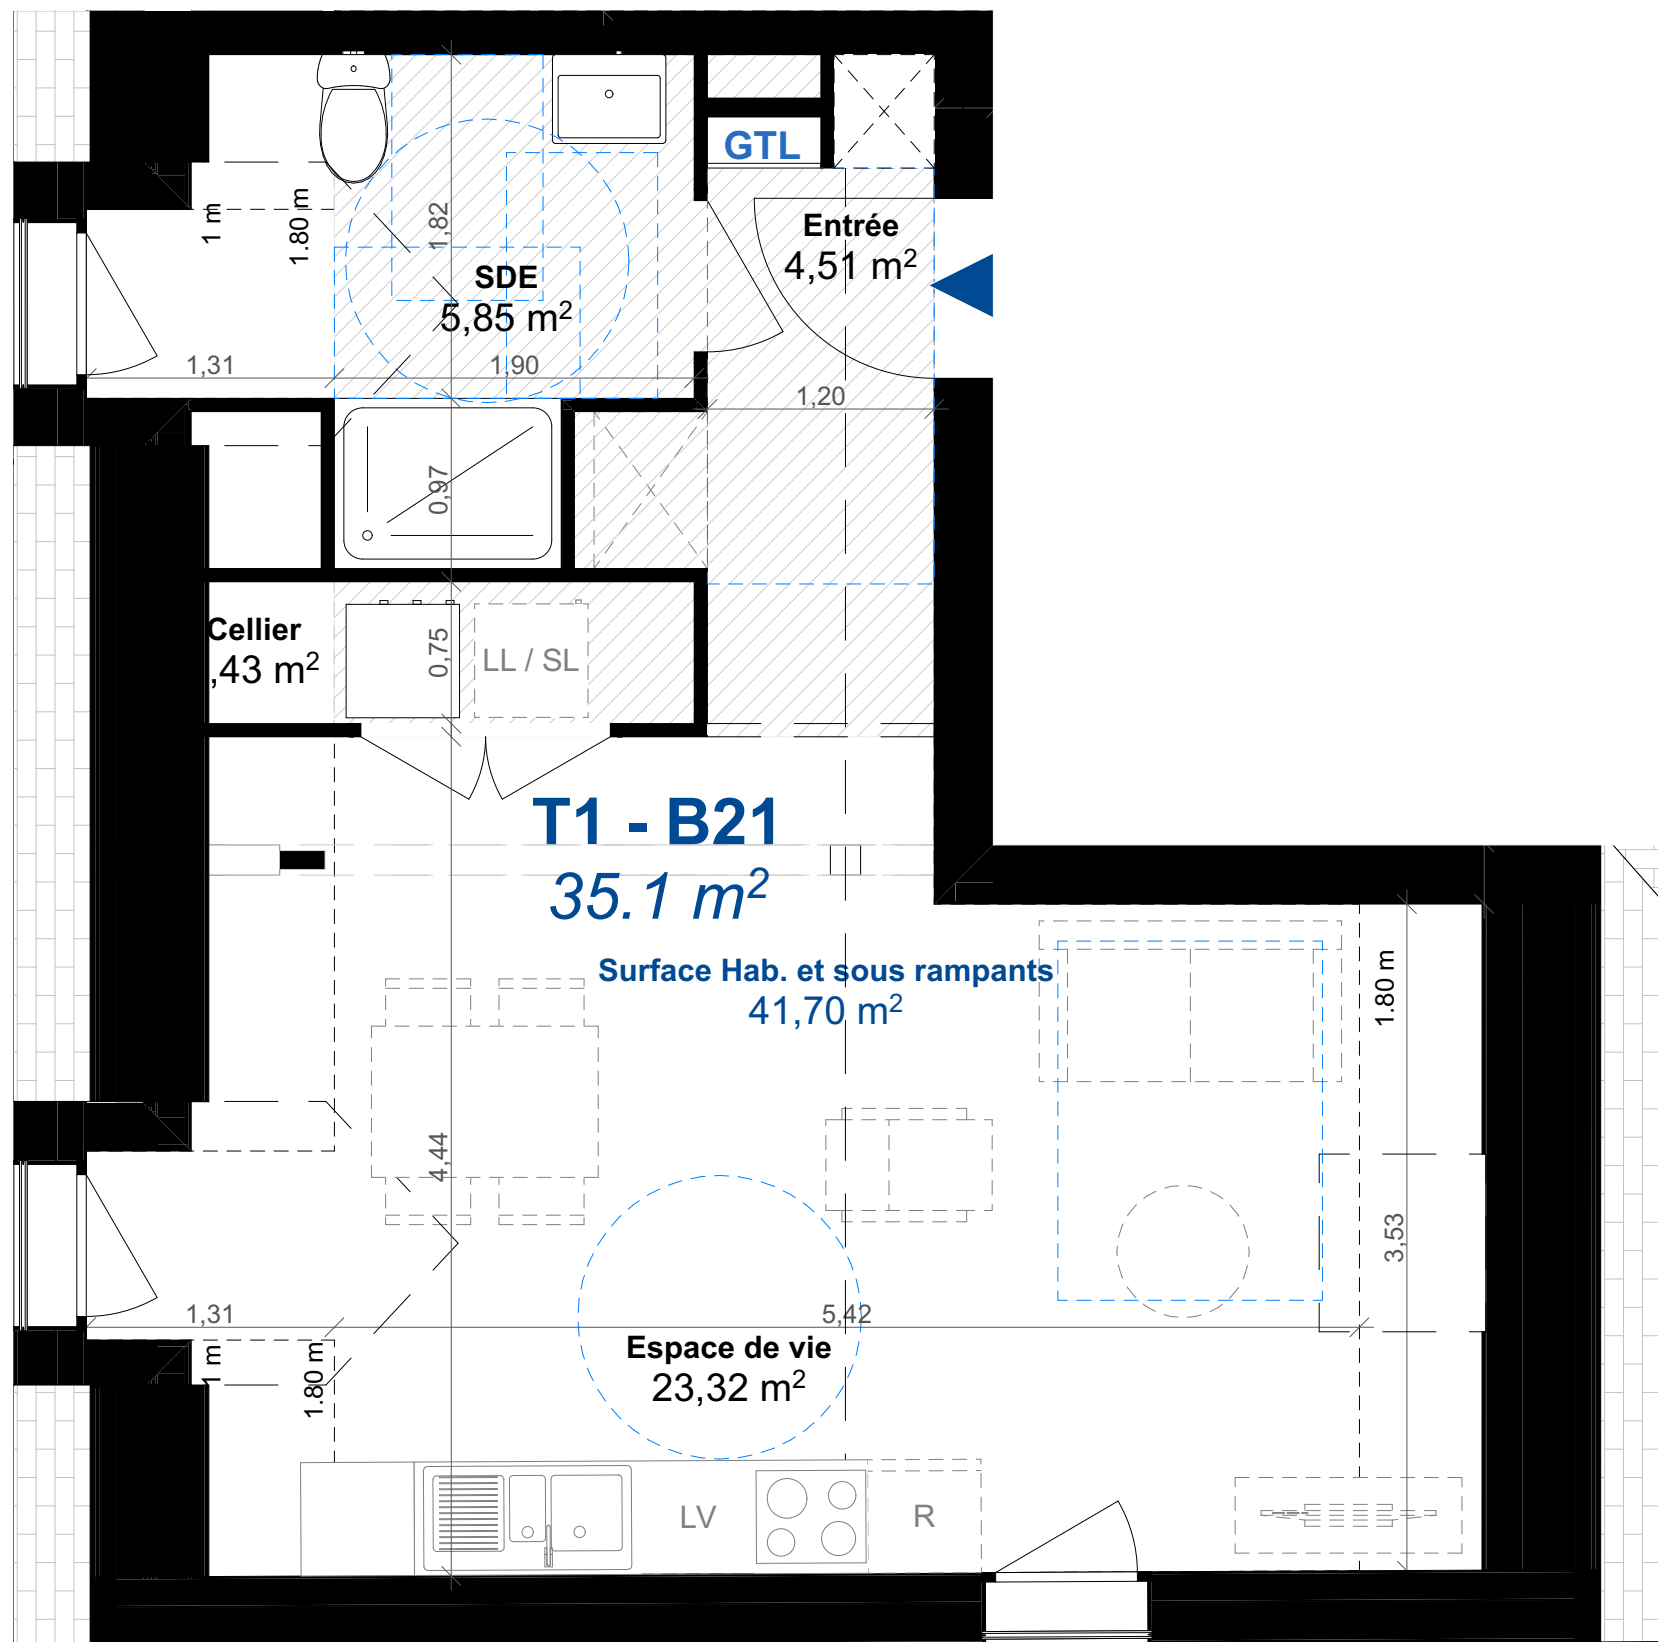 GTL
Entrée
4,51 m²
1 m
1.80 m
1,82
SDE
5,85 m²
1,31
1,90
1,20
0,97
Cellier
,43 m²
0,75
LL / SL
T1 - B21
35.1 m²
Surface Hab. et sous rampants
41,70 m²
1.80 m
4,44
3,53
1,31
5,42
1 m
1.80 m
Espace de vie
23,32 m²
LV
R